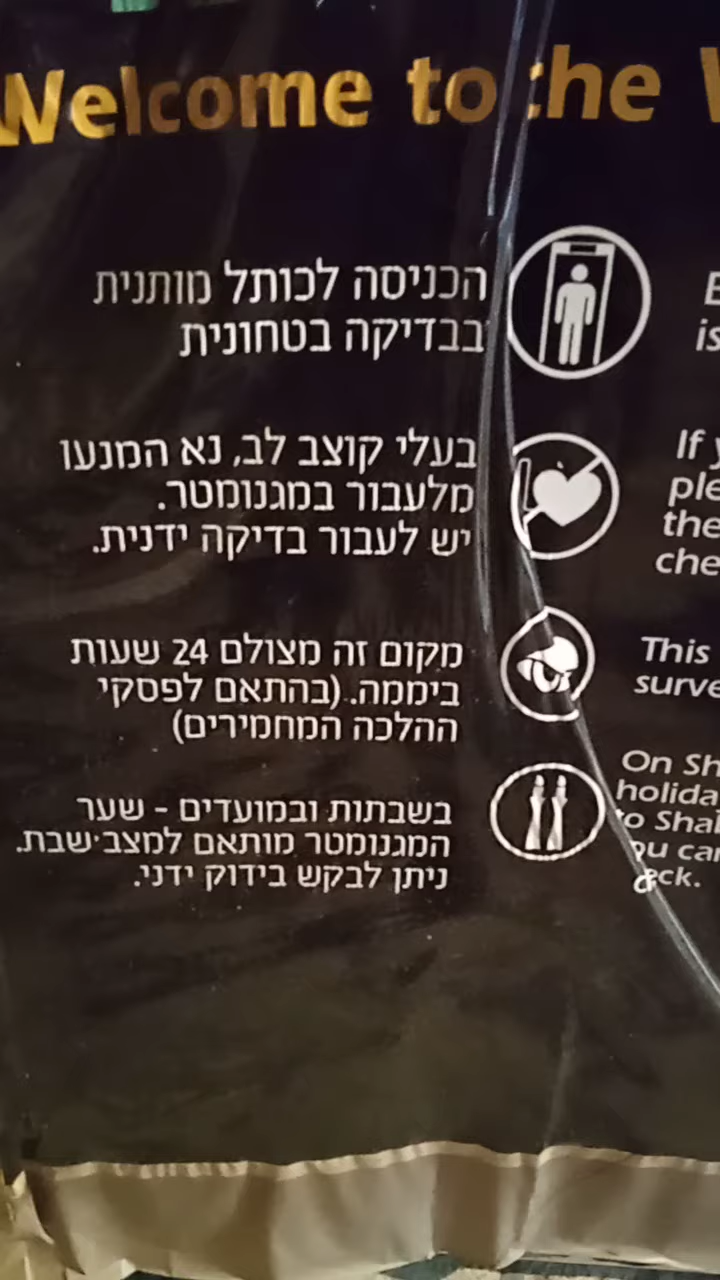 Welcome to the
הכניסה לכותל מותנית
בבדיקה בטחונית
בעלי קוצב לב, נא המנעו
מלעבור במגנומטר.
יש לעבור בדיקה ידנית.
מקום זה מצולם 24 שעות
ביממה. (בהתאם לפסקי
ההלכה המחמירים)
בשבתות ובמועדים - שער
המגנומטר מותאם למצב שבת.
ניתן לבקש בידוק ידני.
is
If
the
This
On Sh